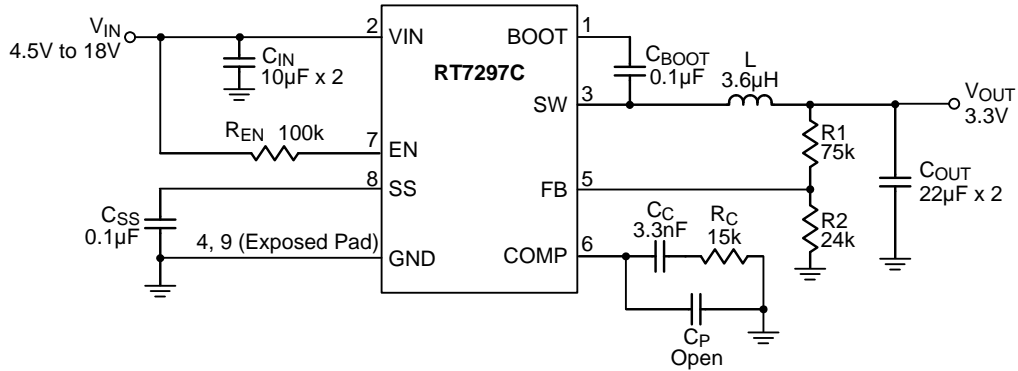 VIN
4.5V to 18V
CIN
10µF x 2
2
VIN
RT7297C
BOOT
1
CBOOT
0.1µF
L
3.6µH
SW
3
VOUT
3.3V
REN 100k
7
EN
R1
75k
COUT
22µF x 2
8
SS
FB
5
R2
24k
CSS
0.1µF
4, 9 (Exposed Pad)
GND
COMP
6
CC
3.3nF
RC
15k
CP
Open